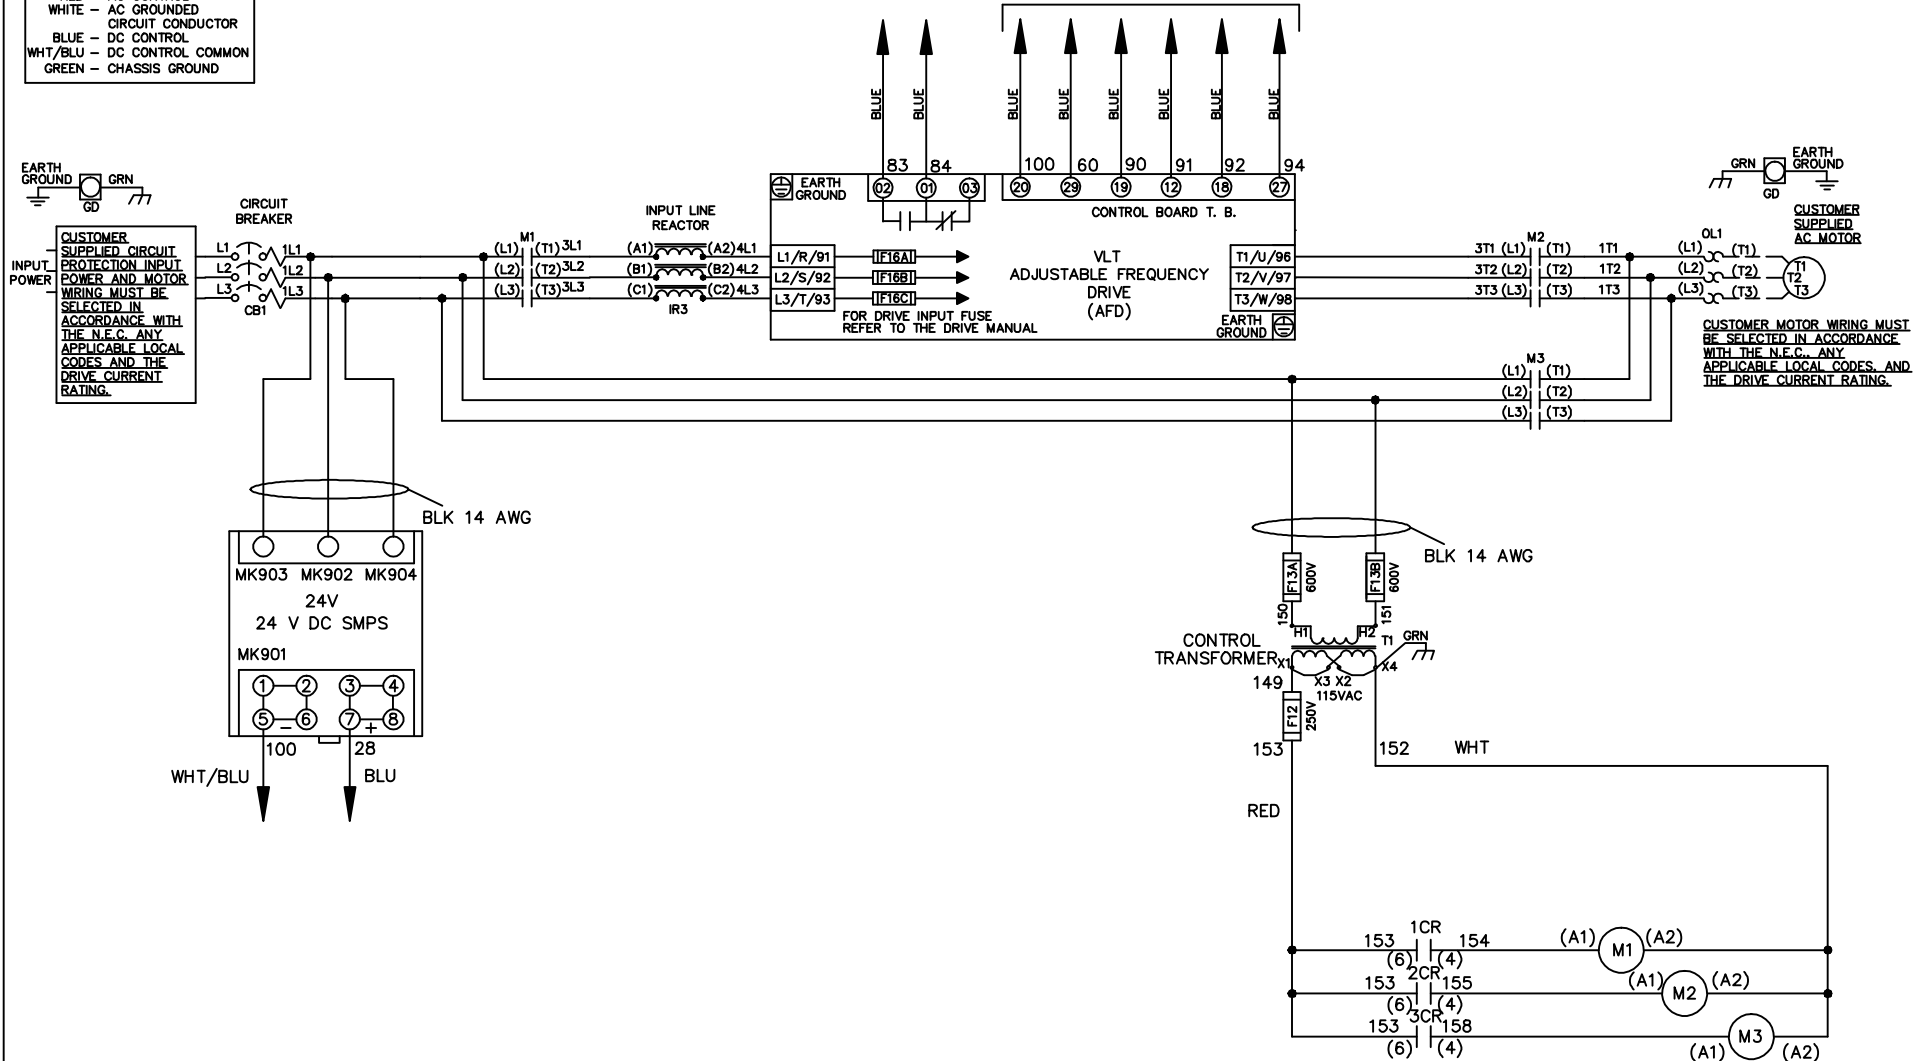 WHITE – AC GROUNDED
CIRCUIT CONDUCTOR
BLUE – DC CONTROL
WHT/BLU – DC CONTROL COMMON
GREEN – CHASSIS GROUND
BLUE BLUE BLUE BLUE BLUE BLUE BLUE BLUE
83 84 100 60 90 91 92 94
02 01 03 20 29 19 12 18 27
EARTH
GROUND
GRN
GD
CIRCUIT
BREAKER
INPUT LINE
REACTOR
EARTH
GROUND
CONTROL BOARD T. B.
GRN
EARTH
GROUND
GD
CUSTOMER
SUPPLIED
AC MOTOR
INPUT
POWER
CUSTOMER
SUPPLIED CIRCUIT
PROTECTION INPUT
POWER AND MOTOR
WIRING MUST BE
SELECTED IN
ACCORDANCE WITH
THE N.E.C. ANY
APPLICABLE LOCAL
CODES AND THE
DRIVE CURRENT
RATING.
L1 1L1
L2 1L2
L3 1L3
CB1
M1
(L1) (T1) 3L1
(L2) (T2) 3L2
(L3) (T3) 3L3
(A1) (A2) 4L1
(B1) (B2) 4L2
(C1) (C2) 4L3
IR3
L1/R/91 F16A
L2/S/92 F16B
L3/T/93 F16C
FOR DRIVE INPUT FUSE
REFER TO THE DRIVE MANUAL
VLT
ADJUSTABLE FREQUENCY
DRIVE
(AFD)
T1/U/96
T2/V/97
T3/W/98
EARTH
GROUND
M2
3T1 (L1) (T1) 1T1
3T2 (L2) (T2) 1T2
3T3 (L3) (T3) 1T3
OL1
(L1) (T1)
(L2) (T2)
(L3) (T3)
T1
T2
T3
CUSTOMER MOTOR WIRING MUST
BE SELECTED IN ACCORDANCE
WITH THE N.E.C., ANY
APPLICABLE LOCAL CODES, AND
THE DRIVE CURRENT RATING.
M3
(L1) (T1)
(L2) (T2)
(L3) (T3)
BLK 14 AWG
MK903 MK902 MK904
24V
24 V DC SMPS
MK901
1 2 3 4
5 – 6 7 + 8
100 28
WHT/BLU BLU
BLK 14 AWG
F13A 600V F13B 600V
150 151
H1 H2 T1 GRN
CONTROL
TRANSFORMER
X1 X3 X2 X4
115VAC
149
F12 250V
153 152 WHT
RED
1CR
153 154 (A1) M1 (A2)
(6) (4)
2CR
153 155 (A1) M2 (A2)
(6) (4)
3CR
153 158 M3
(6) (4) (A1) (A2)